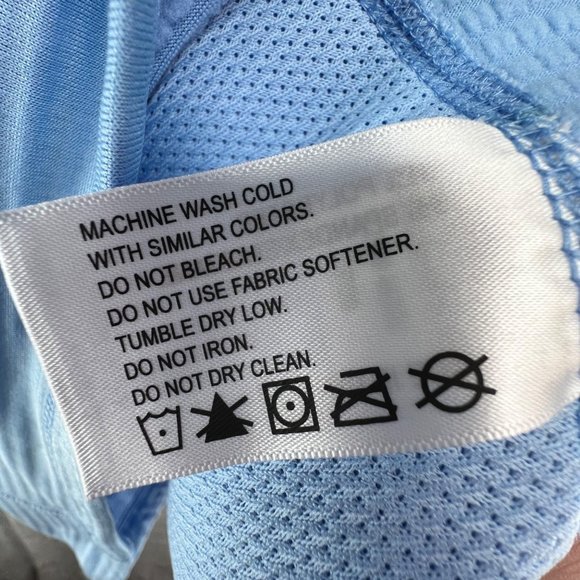 MACHINE WASH COLD
WITH SIMILAR COLORS.
DO NOT BLEACH.
DO NOT USE FABRIC SOFTENER.
TUMBLE DRY LOW.
DO NOT IRON.
DO NOT DRY CLEAN.